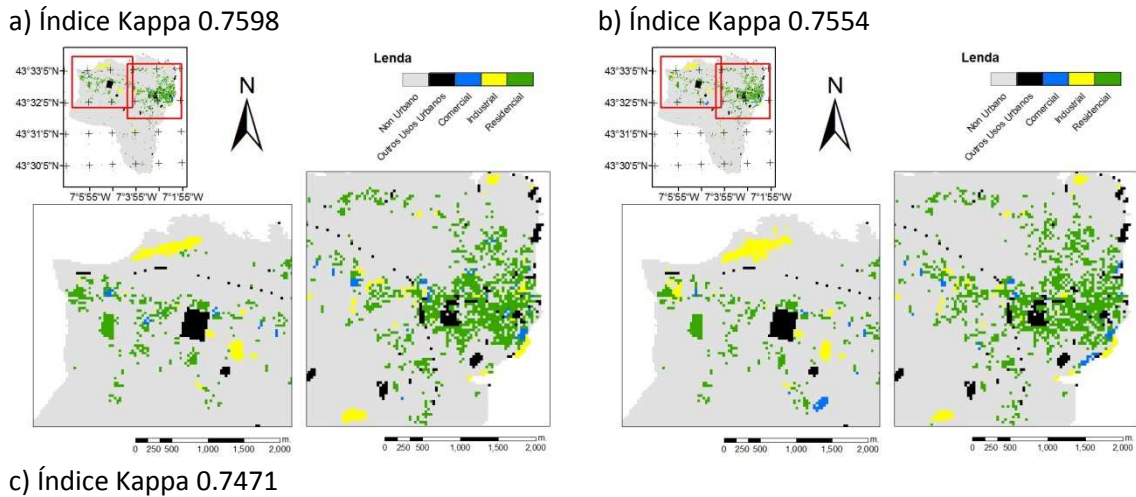 a) Índice Kappa 0.7598
b) Índice Kappa 0.7554
Lenda
Non Urbano
Outros Usos Urbanos
Comercial
Industrial
Residencial
N
43°33'5"N
43°32'5"N
43°31'5"N
43°30'5"N
7°5'55"W 7°3'55"W 7°1'55"W
0 250 500 1,000 1,500 2,000 m.
0 250 500 1,000 1,500 2,000 m.
Lenda
Non Urbano
Outros Usos Urbanos
Comercial
Industrial
Residencial
N
43°33'5"N
43°32'5"N
43°31'5"N
43°30'5"N
7°5'55"W 7°3'55"W 7°1'55"W
0 250 500 1,000 1,500 2,000 m.
0 250 500 1,000 1,500 2,000 m.
c) Índice Kappa 0.7471